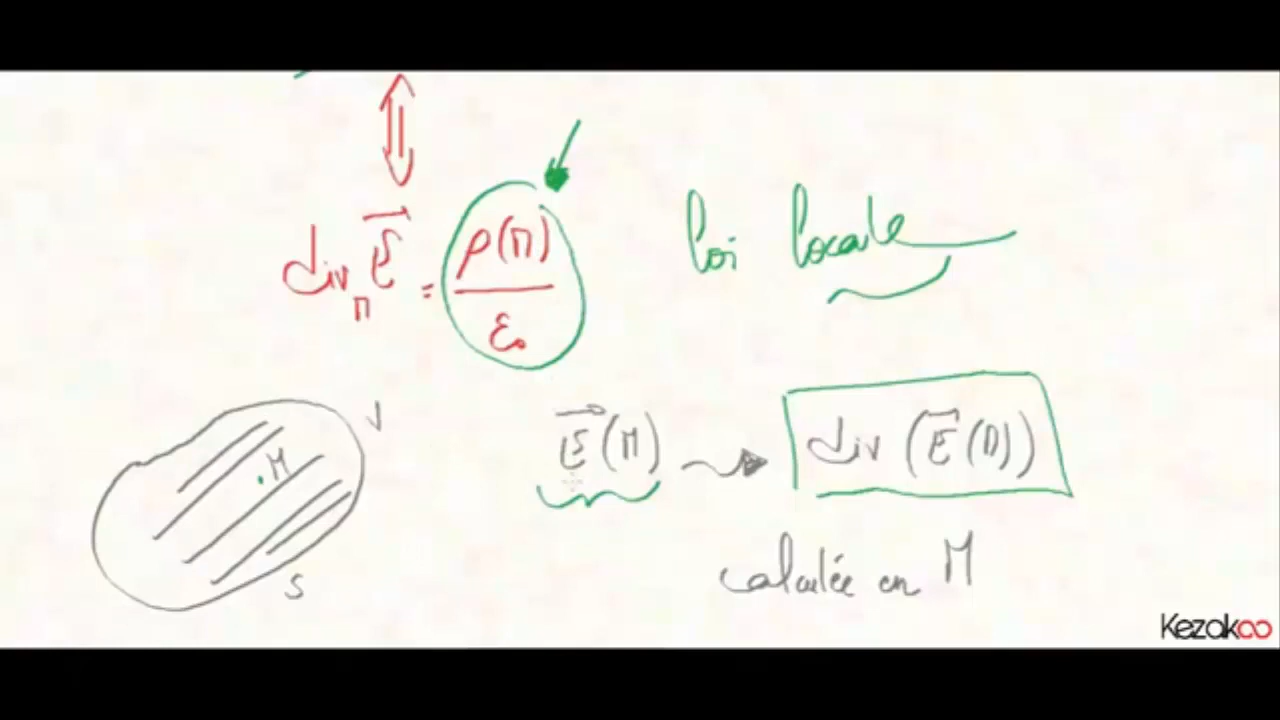 div_M E⃗ = ρ(M) / ε₀
loi locale
V
M
S
E⃗(M) → div (E⃗(M))
calculée en M
Kezakoo